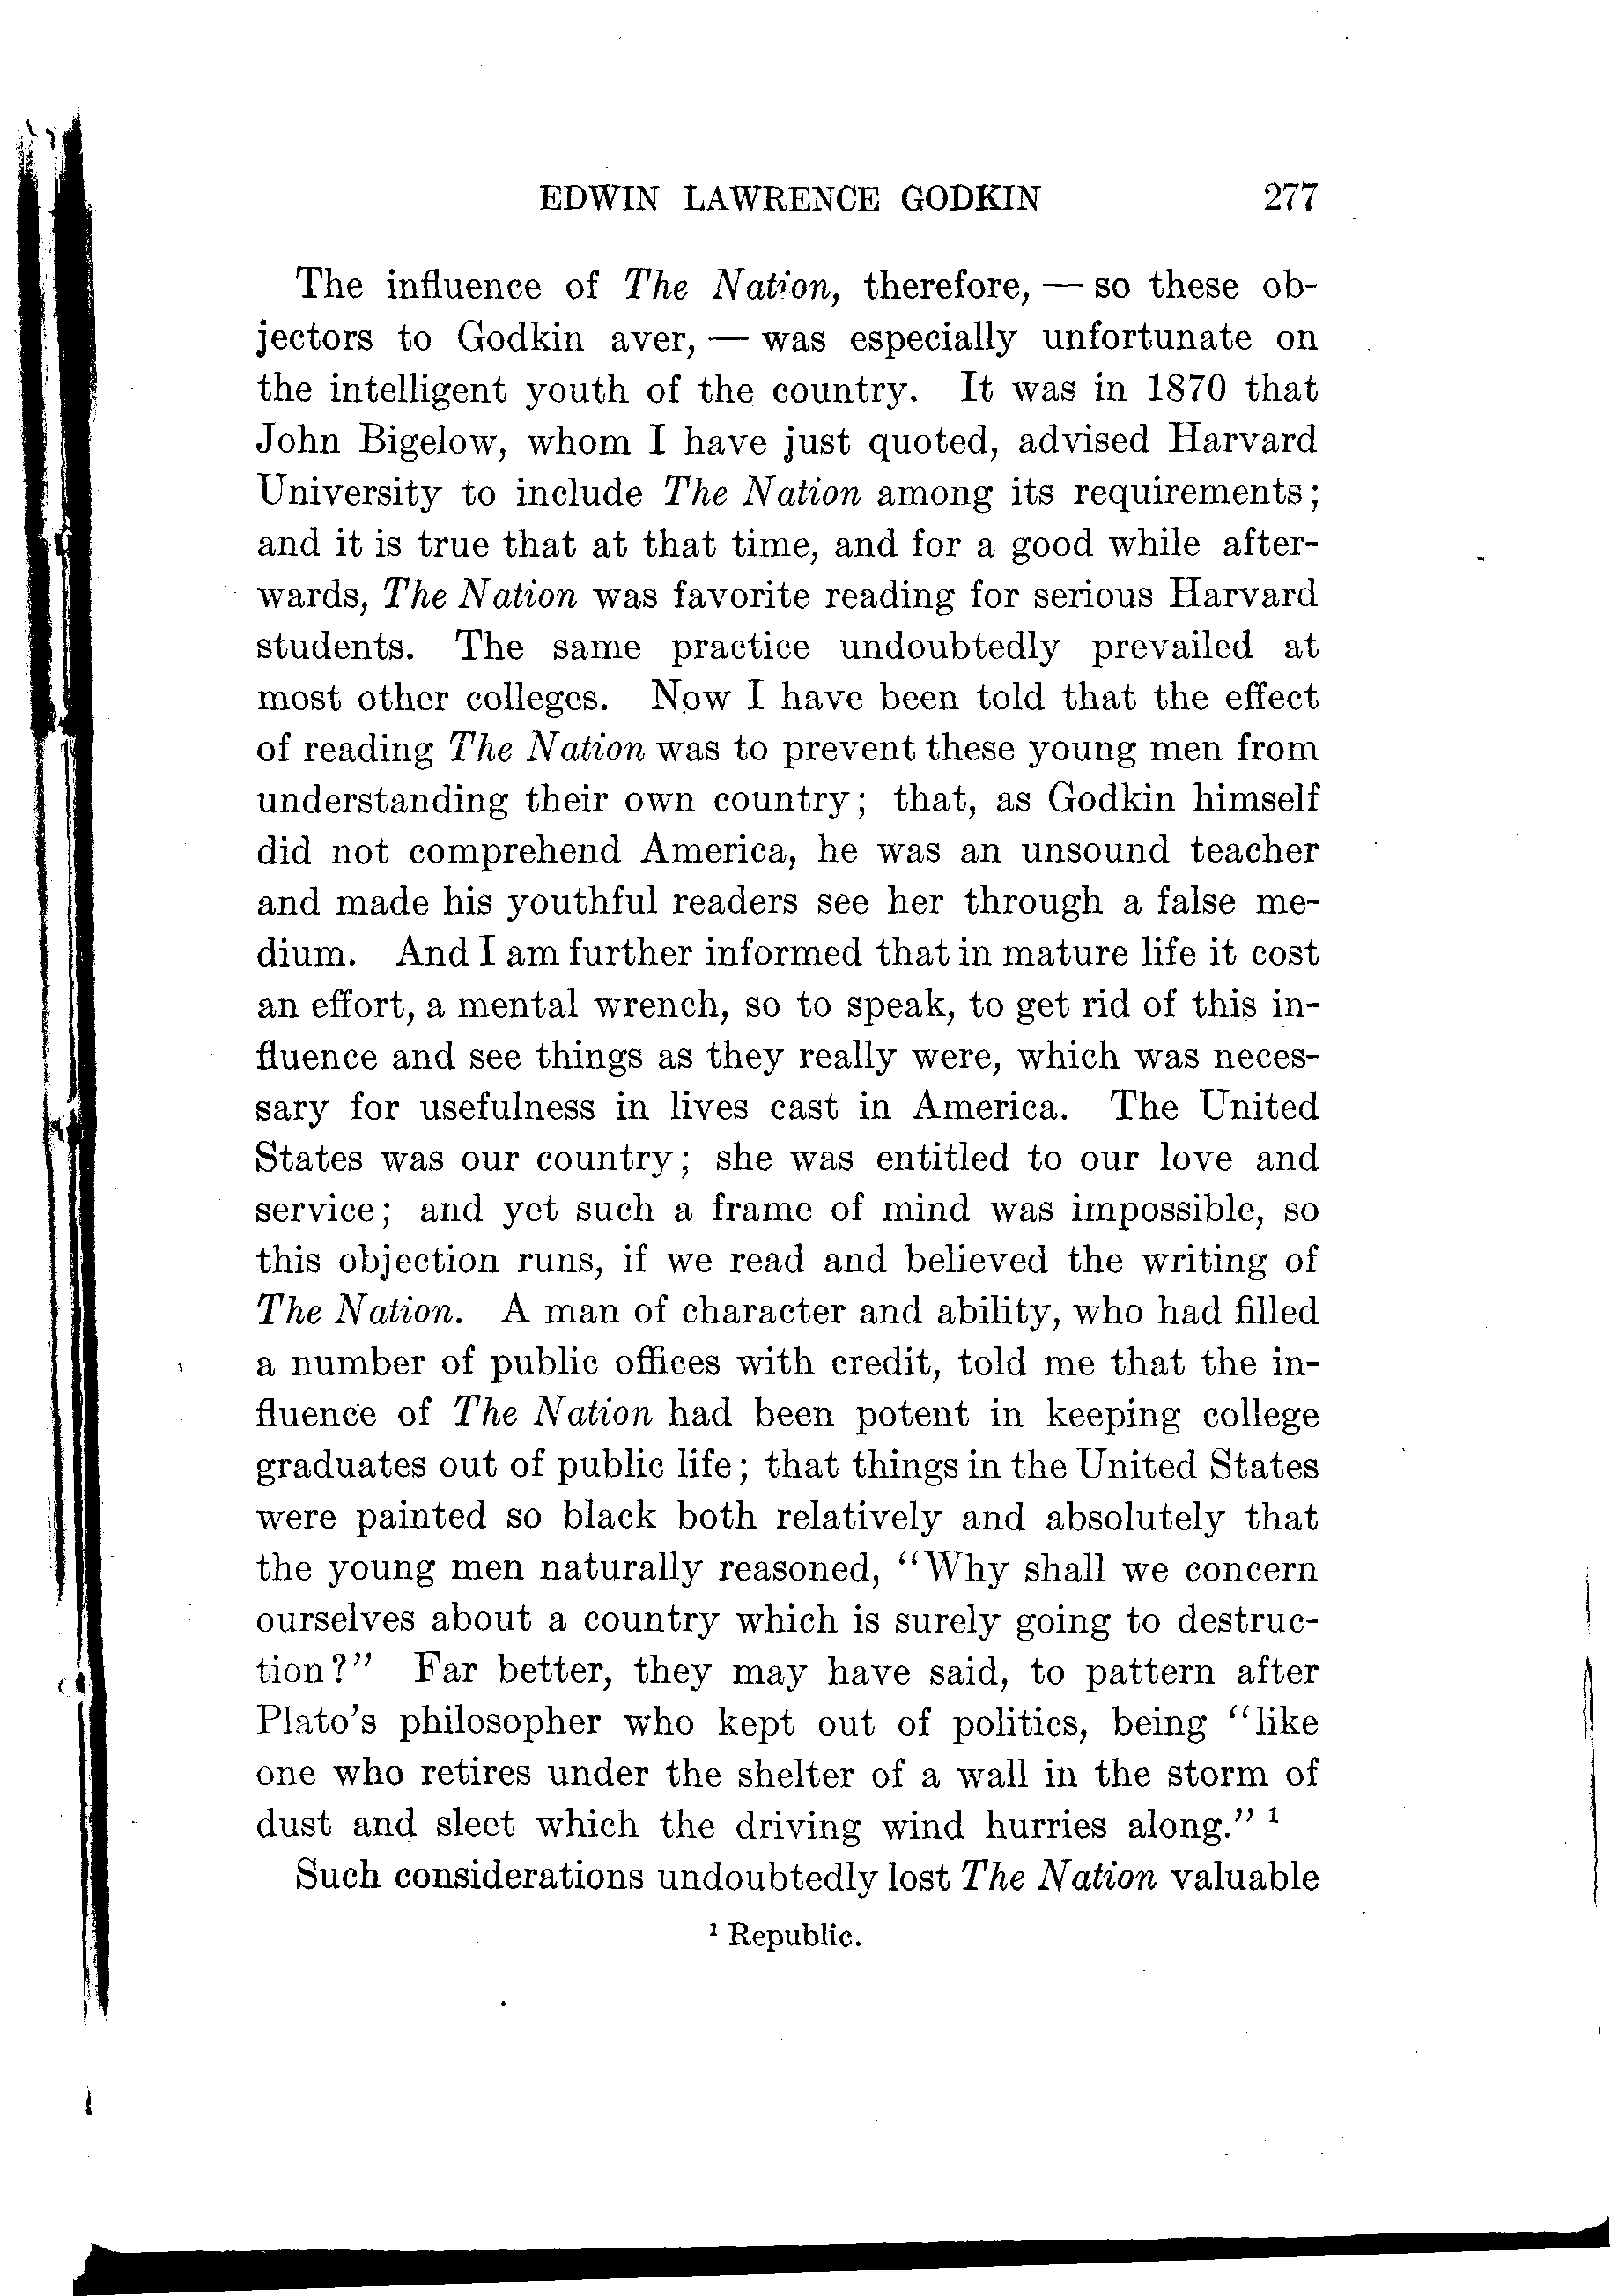 EDWIN LAWRENCE GODKIN 277
The influence of The Nation, therefore, — so these ob-
jectors to Godkin aver, — was especially unfortunate on
the intelligent youth of the country. It was in 1870 that
John Bigelow, whom I have just quoted, advised Harvard
University to include The Nation among its requirements;
and it is true that at that time, and for a good while after-
wards, The Nation was favorite reading for serious Harvard
students. The same practice undoubtedly prevailed at
most other colleges. Now I have been told that the effect
of reading The Nation was to prevent these young men from
understanding their own country; that, as Godkin himself
did not comprehend America, he was an unsound teacher
and made his youthful readers see her through a false me-
dium. And I am further informed that in mature life it cost
an effort, a mental wrench, so to speak, to get rid of this in-
fluence and see things as they really were, which was neces-
sary for usefulness in lives cast in America. The United
States was our country; she was entitled to our love and
service; and yet such a frame of mind was impossible, so
this objection runs, if we read and believed the writing of
The Nation. A man of character and ability, who had filled
a number of public offices with credit, told me that the in-
fluence of The Nation had been potent in keeping college
graduates out of public life; that things in the United States
were painted so black both relatively and absolutely that
the young men naturally reasoned, "Why shall we concern
ourselves about a country which is surely going to destruc-
tion?" Far better, they may have said, to pattern after
Plato's philosopher who kept out of politics, being "like
one who retires under the shelter of a wall in the storm of
dust and sleet which the driving wind hurries along." 1
Such considerations undoubtedly lost The Nation valuable
1 Republic.